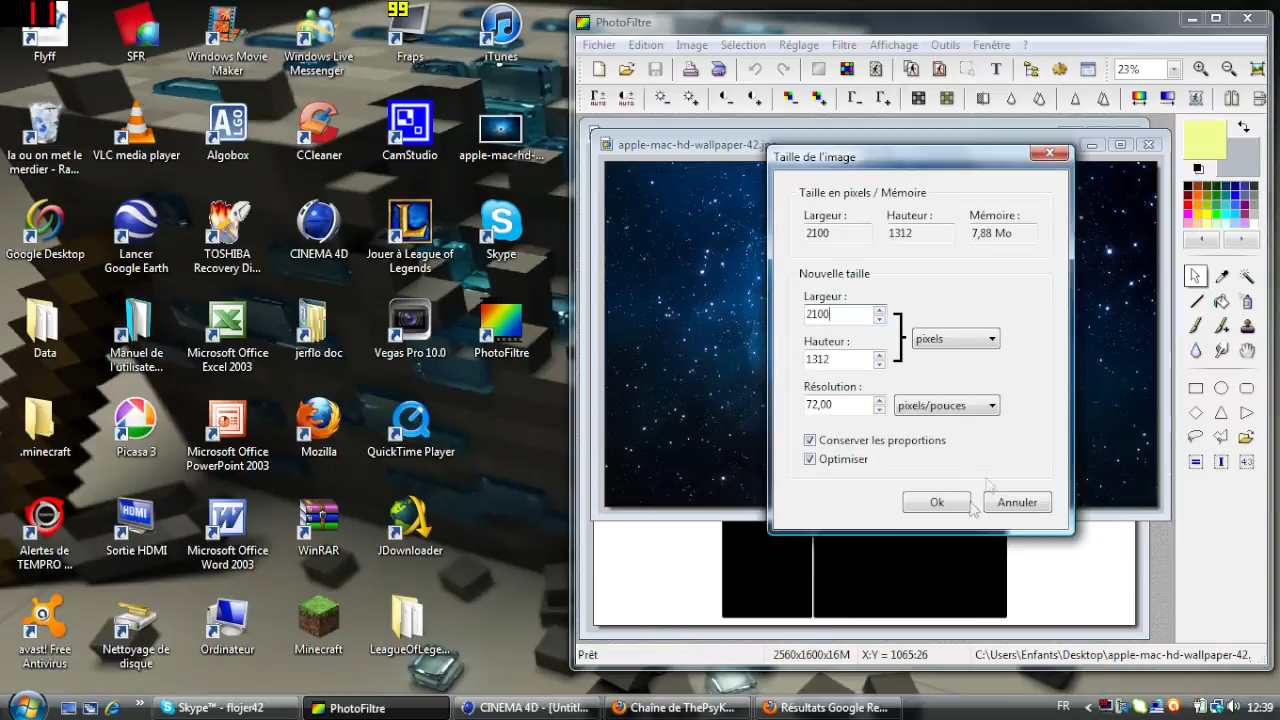 99
Flyff
SFR
Windows Movie
Maker
Windows Live
Messenger
Fraps
iTunes
la ou on met le
merdier - Ra...
VLC media player
ALGO
Algobox
CCleaner
CamStudio
apple-mac-hd-...
Google Desktop
Lancer
Google Earth
TOSHIBA
Recovery Di...
CINEMA 4D
Jouer à League of
Legends
Skype
Data
Manuel de
l'utilisate...
Microsoft Office
Excel 2003
jerflo doc
Vegas Pro 10.0
PhotoFiltre
.minecraft
Picasa 3
Microsoft Office
PowerPoint 2003
Mozilla
QuickTime Player
Alertes de
TEMPRO ...
HDMI
Sortie HDMI
Microsoft Office
Word 2003
WinRAR
JDownloader
avast! Free
Antivirus
Nettoyage de
disque
Ordinateur
Minecraft
LeagueOfLege...
PhotoFiltre
Fichier Edition Image Sélection Réglage Filtre Affichage Outils Fenêtre ?
23%
AUTO AUTO
apple-mac-hd-wallpaper-42.j
Taille de l'image
Taille en pixels / Mémoire
Largeur : Hauteur : Mémoire :
2100 1312 7,88 Mo
Nouvelle taille
Largeur :
2100
pixels
Hauteur :
1312
Résolution :
72,00 pixels/pouces
Conserver les proportions
Optimiser
Ok Annuler
4:3
Prêt 2560x1600x16M X:Y = 1065:26 C:\Users\Enfants\Desktop\apple-mac-hd-wallpaper-42,
Skype™ - flojer42 PhotoFiltre CINEMA 4D - [Untitl... Chaîne de ThePsyK... Résultats Google Re... FR 12:39